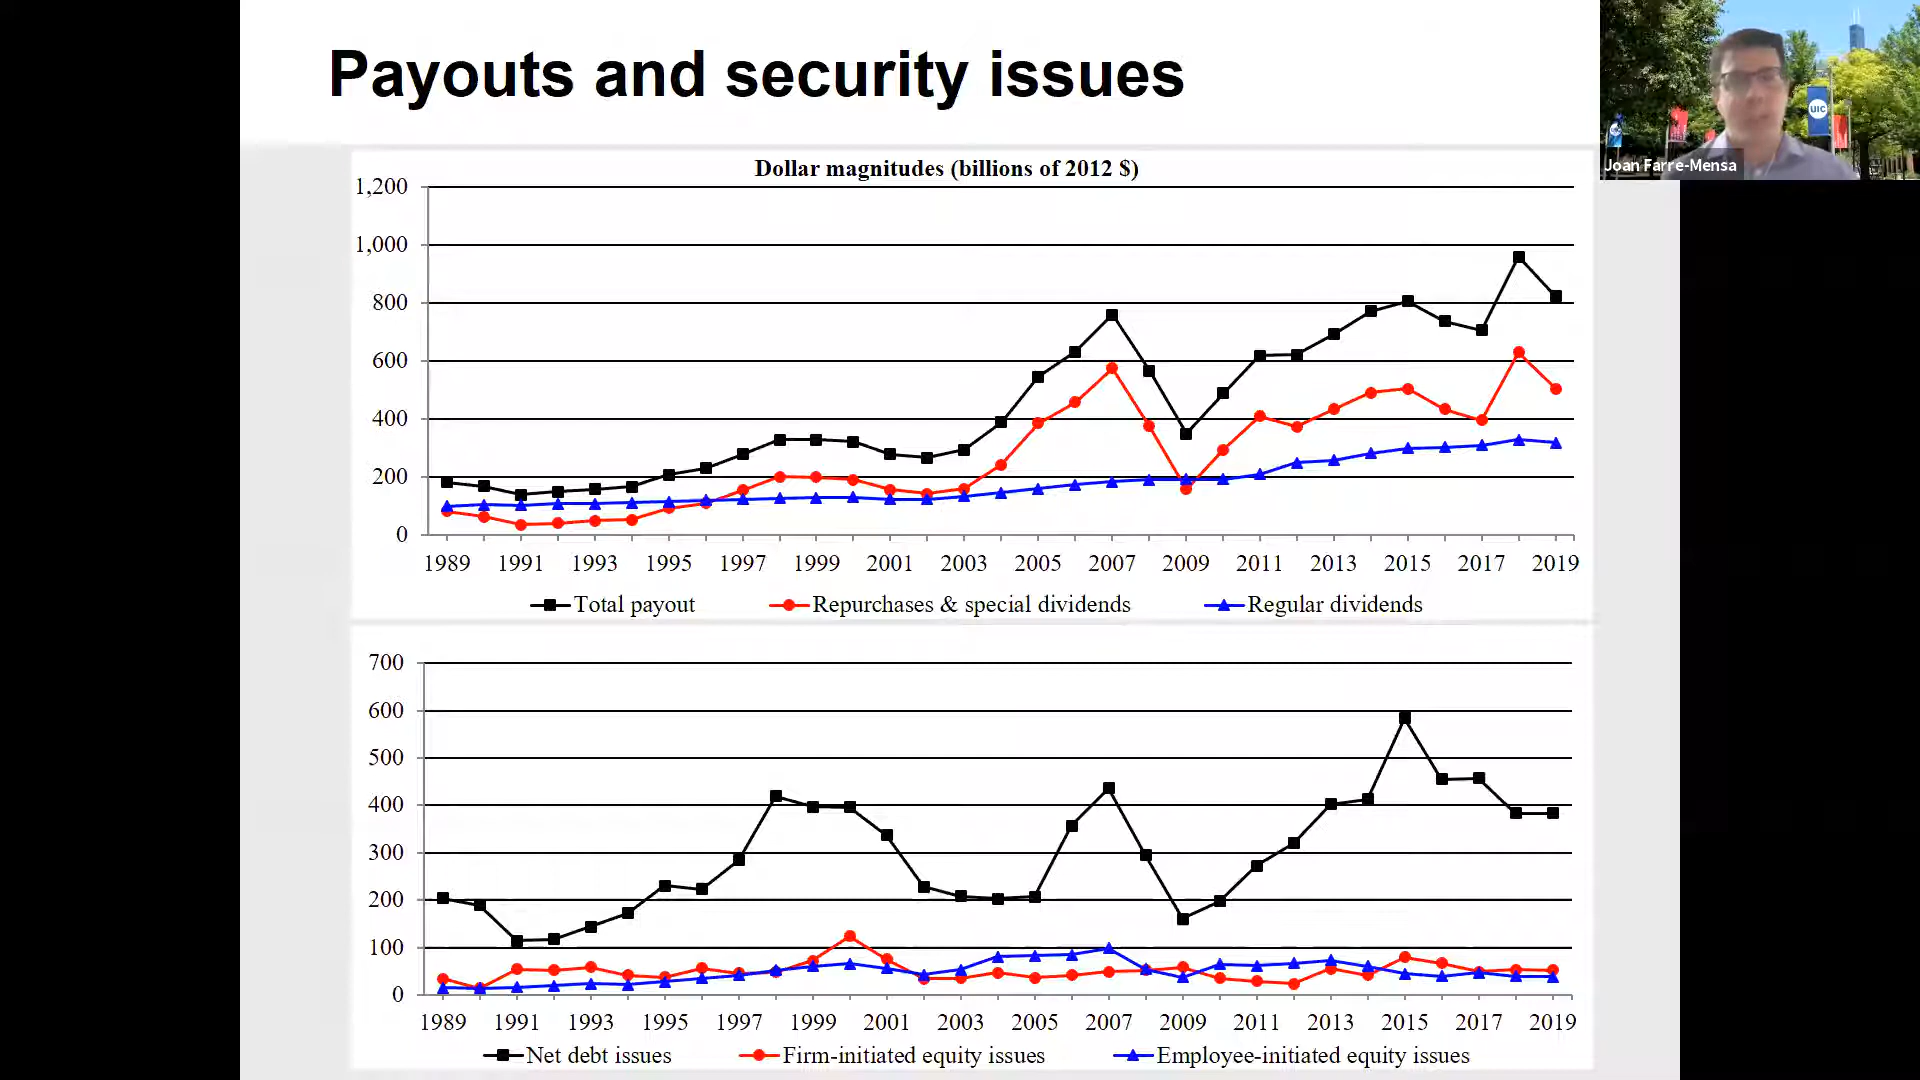 Payouts and security issues
UIC
Joan Farre-Mensa
Dollar magnitudes (billions of 2012 $)
1,200
1,000
800
600
400
200
0
1989 1991 1993 1995 1997 1999 2001 2003 2005 2007 2009 2011 2013 2015 2017 2019
Total payout Repurchases & special dividends Regular dividends
700
600
500
400
300
200
100
0
1989 1991 1993 1995 1997 1999 2001 2003 2005 2007 2009 2011 2013 2015 2017 2019
Net debt issues Firm-initiated equity issues Employee-initiated equity issues